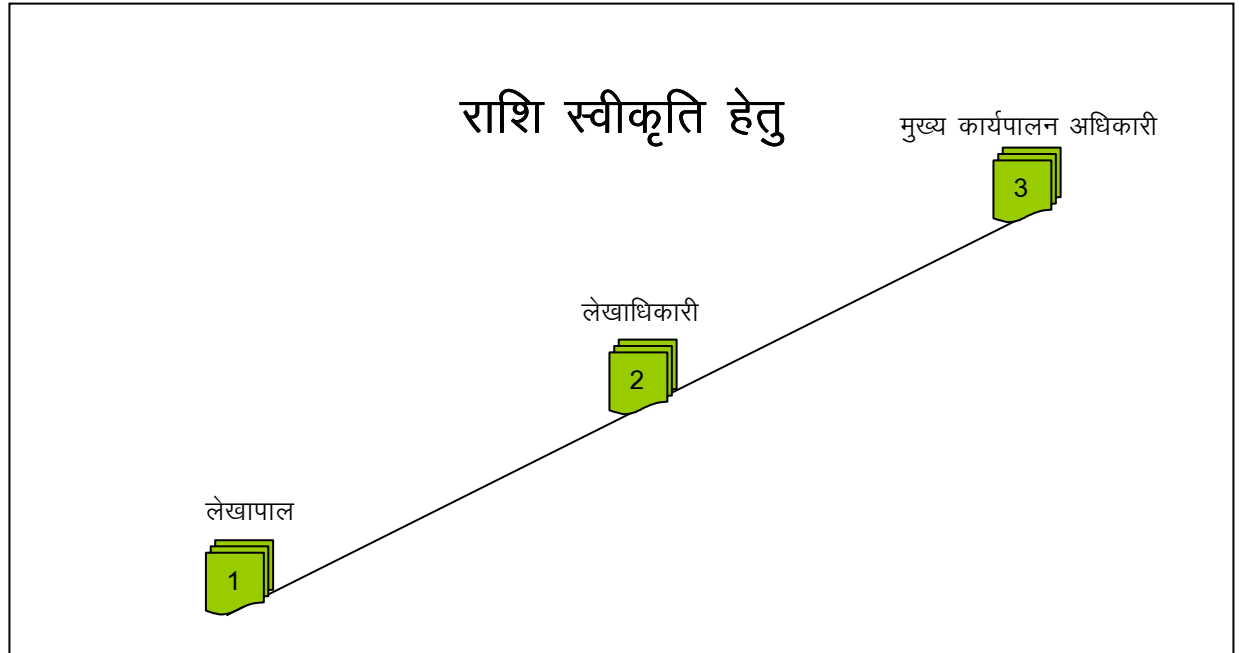 राशि स्वीकृति हेतु
मुख्य कार्यपालन अधिकारी
3
लेखाधिकारी
2
लेखापाल
1